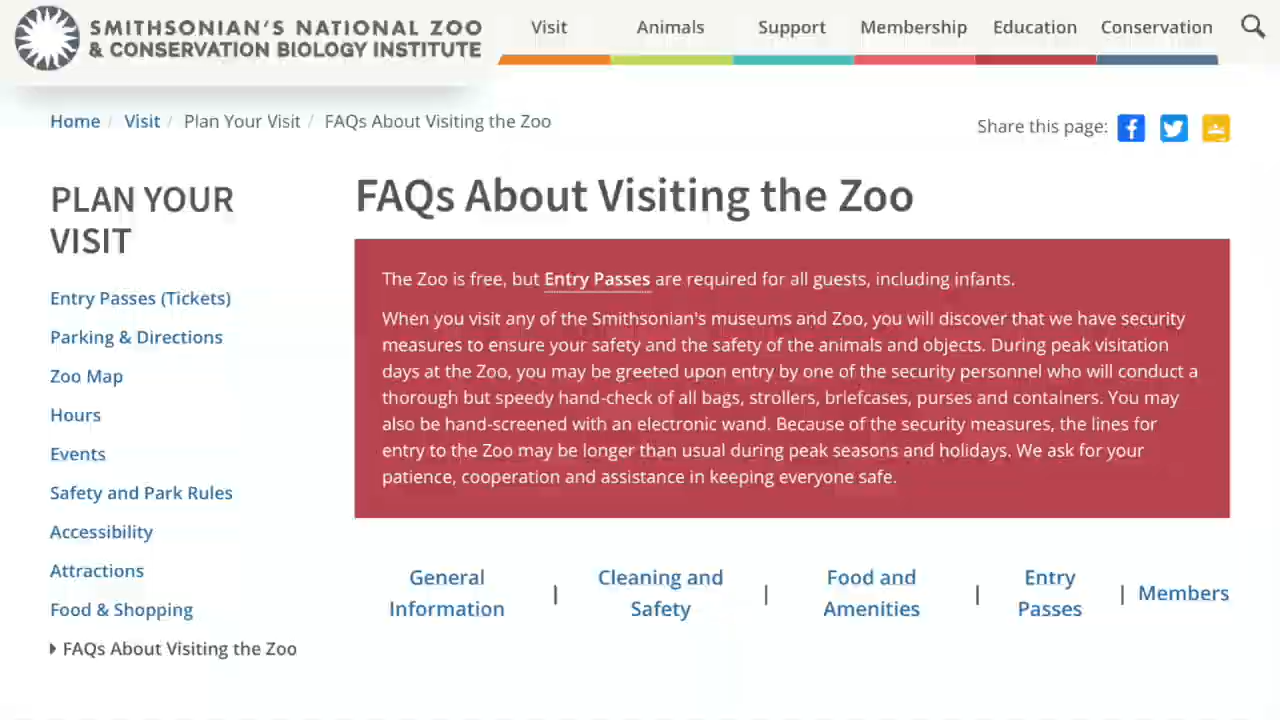 SMITHSONIAN'S NATIONAL ZOO
& CONSERVATION BIOLOGY INSTITUTE
Visit Animals Support Membership Education Conservation
Home / Visit / Plan Your Visit / FAQs About Visiting the Zoo
Share this page:
PLAN YOUR
VISIT
Entry Passes (Tickets)
Parking & Directions
Zoo Map
Hours
Events
Safety and Park Rules
Accessibility
Attractions
Food & Shopping
FAQs About Visiting the Zoo
FAQs About Visiting the Zoo
The Zoo is free, but Entry Passes are required for all guests, including infants.
When you visit any of the Smithsonian's museums and Zoo, you will discover that we have security
measures to ensure your safety and the safety of the animals and objects. During peak visitation
days at the Zoo, you may be greeted upon entry by one of the security personnel who will conduct a
thorough but speedy hand-check of all bags, strollers, briefcases, purses and containers. You may
also be hand-screened with an electronic wand. Because of the security measures, the lines for
entry to the Zoo may be longer than usual during peak seasons and holidays. We ask for your
patience, cooperation and assistance in keeping everyone safe.
General
Information
|
Cleaning and
Safety
|
Food and
Amenities
|
Entry
Passes
|
Members